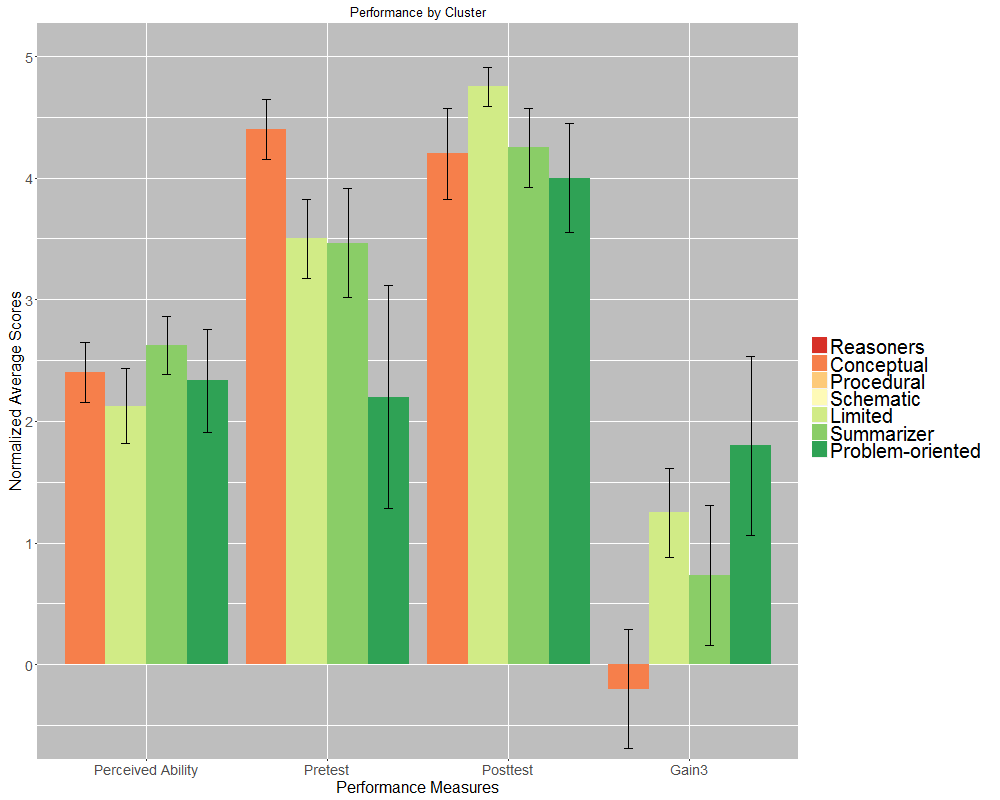 Performance by Cluster
Normalized Average Scores
5
4
3
2
1
0
Perceived Ability
Pretest
Posttest
Gain3
Performance Measures
Reasoners
Conceptual
Procedural
Schematic
Limited
Summarizer
Problem-oriented